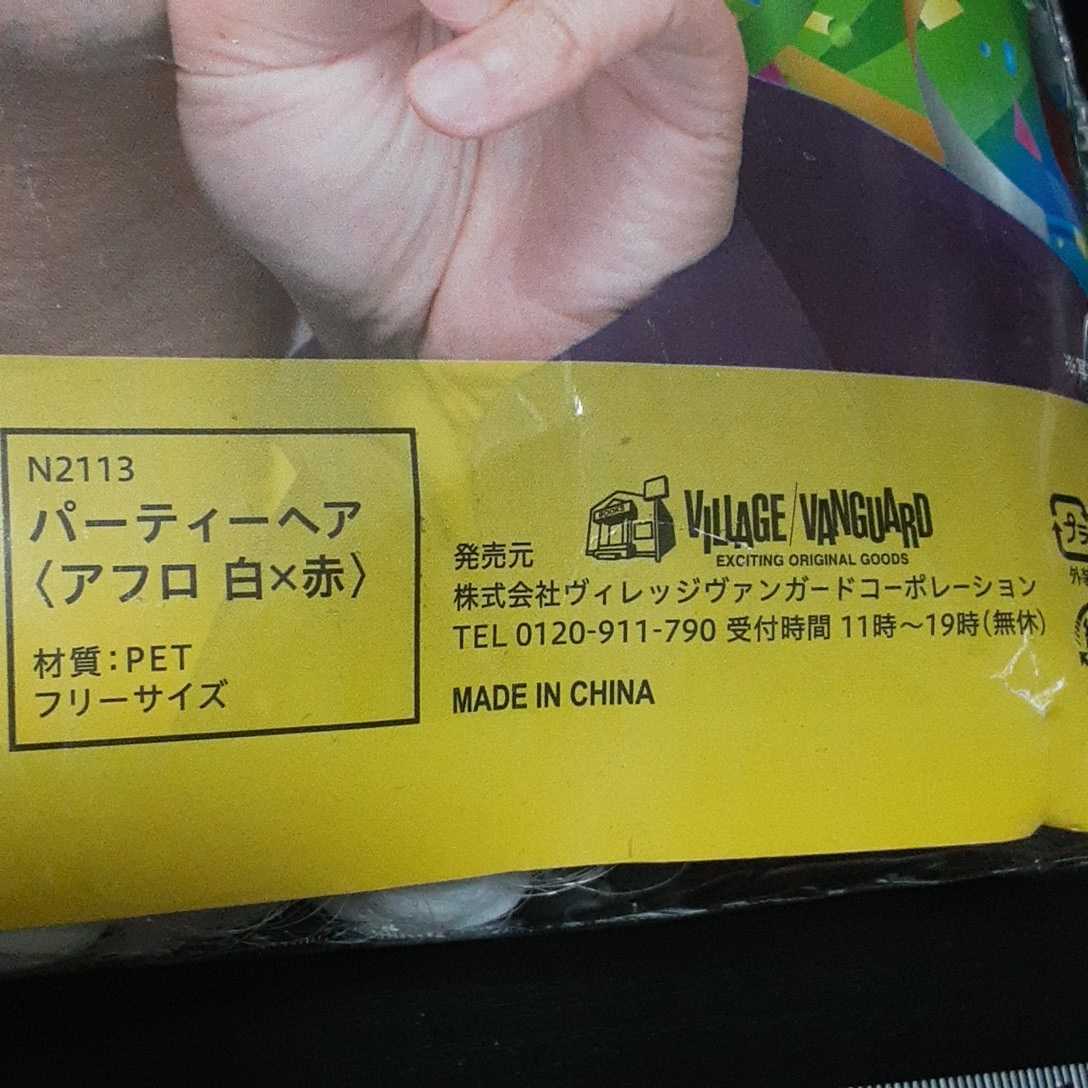 N2113
パーティーヘア
〈アフロ 白×赤〉
材質:PET
フリーサイズ
BOOKS
VILLAGE/VANGUARD
EXCITING ORIGINAL GOODS
発売元
株式会社ヴィレッジヴァンガードコーポレーション
TEL 0120-911-790 受付時間 11時～19時(無休)
MADE IN CHINA
プラ